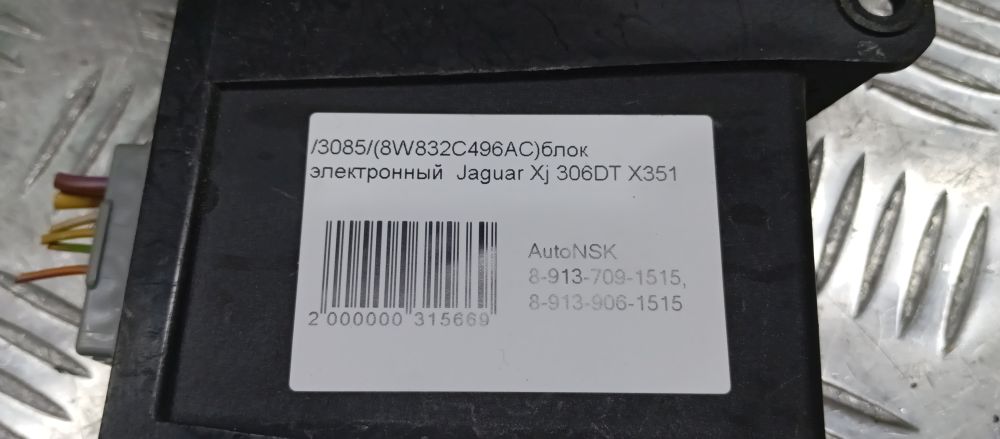 /3085/(8W832C496AC)блок
электронный Jaguar Xj 306DT X351
AutoNSK
8-913-709-1515,
8-913-906-1515
2 000000 315669